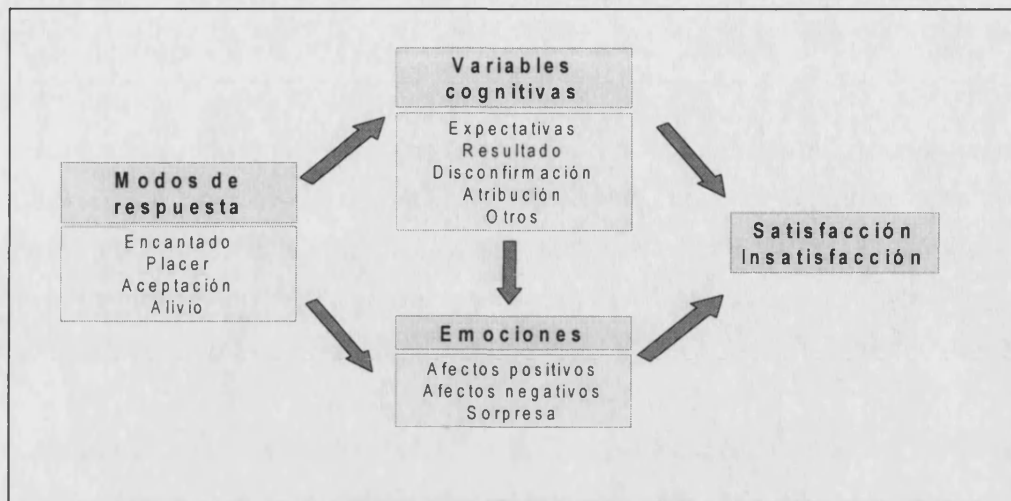 Variables
cognitivas
Expectativas
Resultado
Disconfirmación
Atribución
Otros
Modos de
respuesta
Encantado
Placer
Aceptación
Alivio
Satisfacción
Insatisfacción
Emociones
Afectos positivos
Afectos negativos
Sorpresa